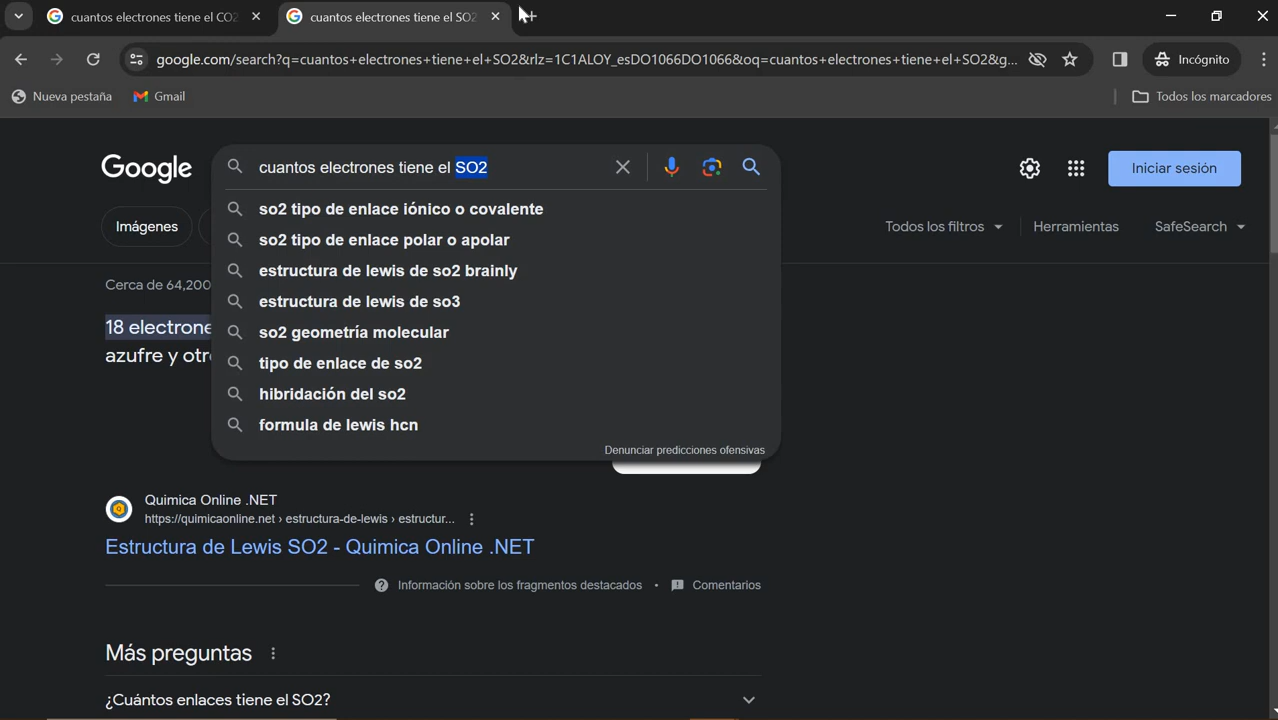 cuantos electrones tiene el CO2
cuantos electrones tiene el SO2
google.com/search?q=cuantos+electrones+tiene+el+SO2&rlz=1C1ALOY_esDO1066DO1066&oq=cuantos+electrones+tiene+el+SO2&g...
Incógnito
Nueva pestaña
Gmail
Todos los marcadores
Google
cuantos electrones tiene el SO2
Iniciar sesión
so2 tipo de enlace iónico o covalente
Imágenes
Todos los filtros
Herramientas
SafeSearch
so2 tipo de enlace polar o apolar
estructura de lewis de so2 brainly
Cerca de 64,200
estructura de lewis de so3
18 electrone
so2 geometría molecular
azufre y otr
tipo de enlace de so2
hibridación del so2
formula de lewis hcn
Denunciar predicciones ofensivas
Quimica Online .NET
https://quimicaonline.net › estructura-de-lewis › estructur...
Estructura de Lewis SO2 - Quimica Online .NET
Información sobre los fragmentos destacados • Comentarios
Más preguntas
¿Cuántos enlaces tiene el SO2?